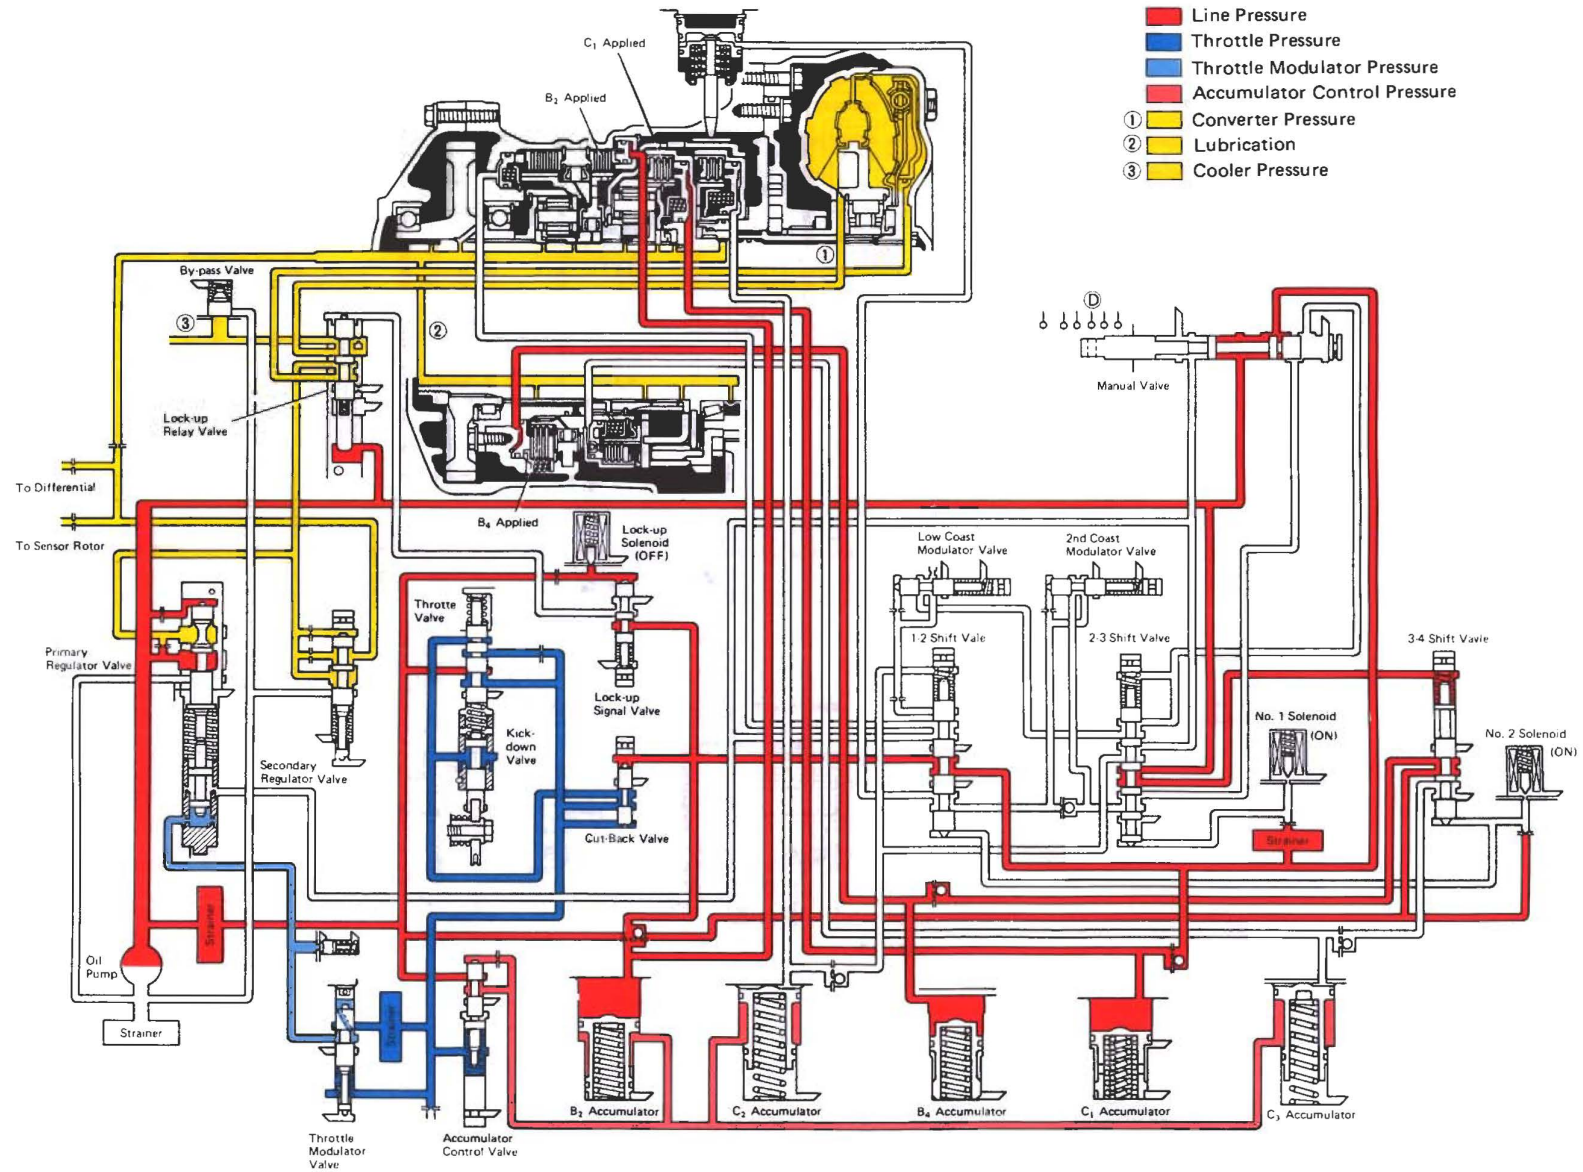 Line Pressure
Throttle Pressure
Throttle Modulator Pressure
Accumulator Control Pressure
① Converter Pressure
② Lubrication
③ Cooler Pressure
C₁ Applied
B₂ Applied
①
By-pass Valve
③
②
D
Manual Valve
Lock-up
Relay Valve
To Differential
B₄ Applied
To Sensor Rotor
Lock-up
Solenoid
(OFF)
Low Coast
Modulator Valve
2nd Coast
Modulator Valve
Throtte
Valve
Primary
Regulator Valve
1-2 Shift Vale
2-3 Shift Valve
3-4 Shift Vavie
Lock-up
Signal Valve
Kick-
down
Valve
No. 1 Solenoid
(ON)
No. 2 Solenoid
(ON)
Secondary
Regulator Valve
Cut-Back Valve
Strainer
Strainer
Oil
Pump
Strainer
Strainer
B₂ Accumulator
C₂ Accumulator
B₄ Accumulator
C₁ Accumulator
C₃ Accumulator
Throttle
Modulator
Valve
Accumulator
Control Valve